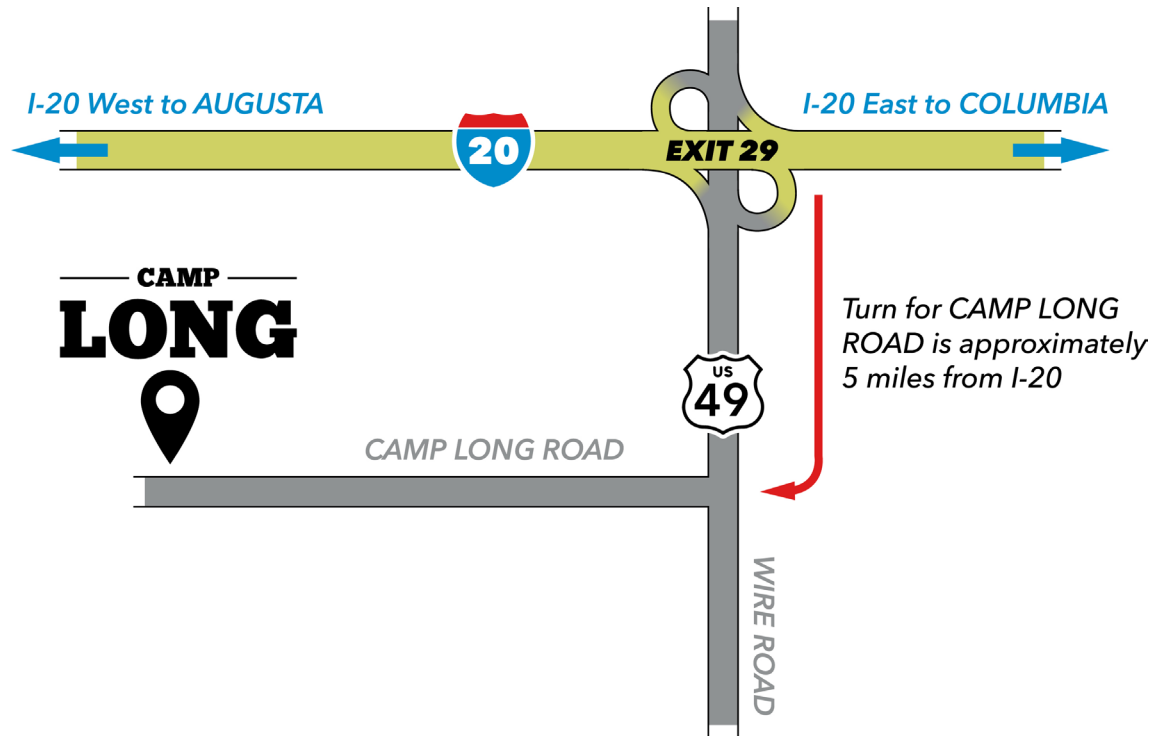 I-20 West to AUGUSTA
I-20 East to COLUMBIA
20
EXIT 29
CAMP
LONG
Turn for CAMP LONG
ROAD is approximately
5 miles from I-20
US
49
CAMP LONG ROAD
WIRE ROAD